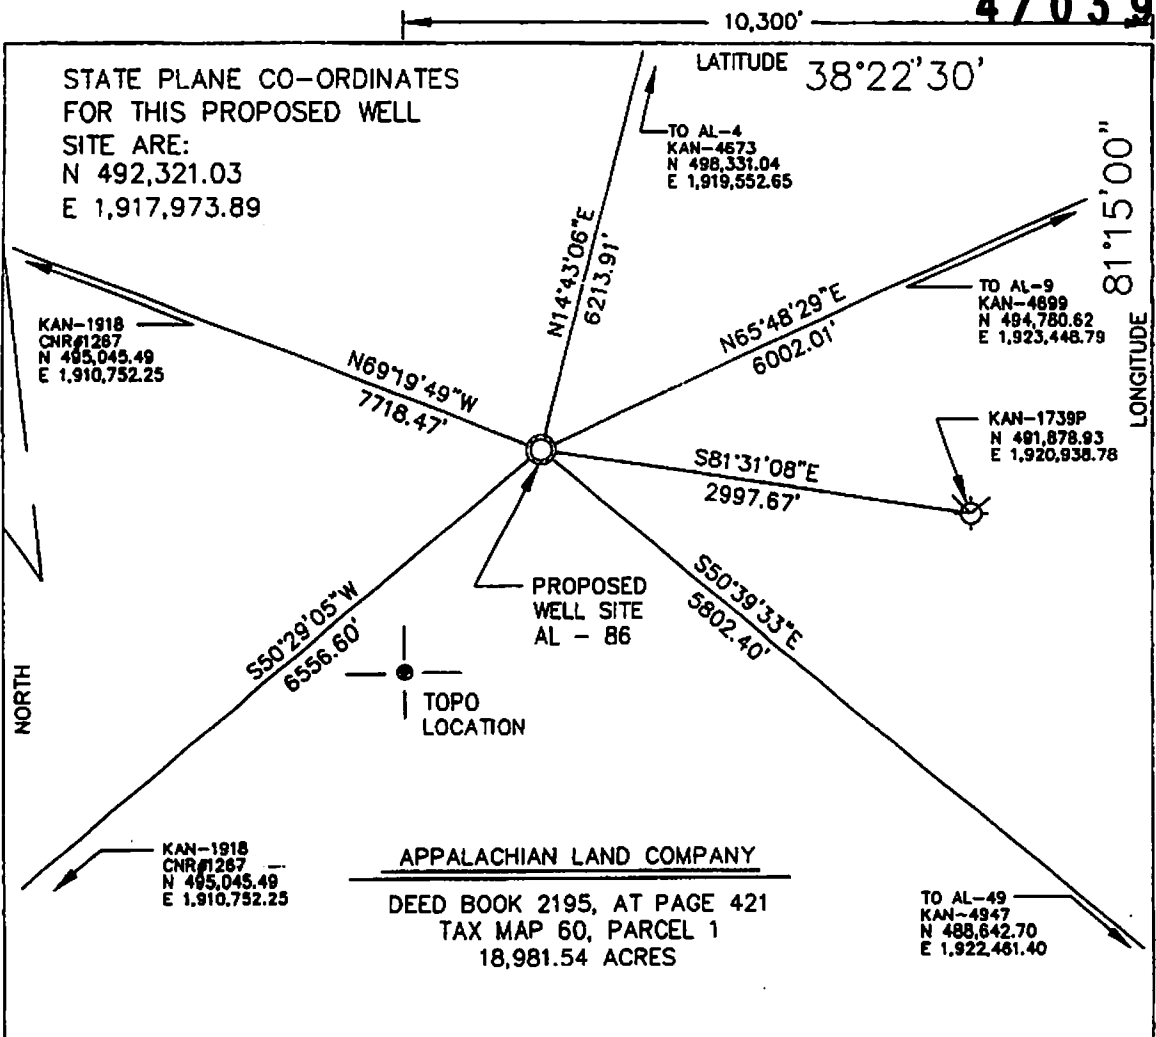 47039
10,300'
LATITUDE 38°22'30'
STATE PLANE CO-ORDINATES
FOR THIS PROPOSED WELL
SITE ARE:
N 492,321.03
E 1,917,973.89
TO AL-4
KAN-4673
N 498,331.04
E 1,919,552.65
81°15'00"
LONGITUDE
N14°43'06"E
6213.91'
TO AL-9
KAN-4699
N 494,780.62
E 1,923,448.79
N65°48'29"E
6002.01'
KAN-1918
CNR#1267
N 495,045.49
E 1,910,752.25
N69°19'49"W
7718.47'
KAN-1739P
N 491,878.93
E 1,920,938.78
S81°31'08"E
2997.67'
PROPOSED
WELL SITE
AL - 86
S50°39'33"E
5802.40'
S50°29'05"W
6556.60'
TOPO
LOCATION
NORTH
KAN-1918
CNR#1267
N 495,045.49
E 1,910,752.25
APPALACHIAN LAND COMPANY
DEED BOOK 2195, AT PAGE 421
TAX MAP 60, PARCEL 1
18,981.54 ACRES
TO AL-49
KAN-4947
N 488,642.70
E 1,922,461.40